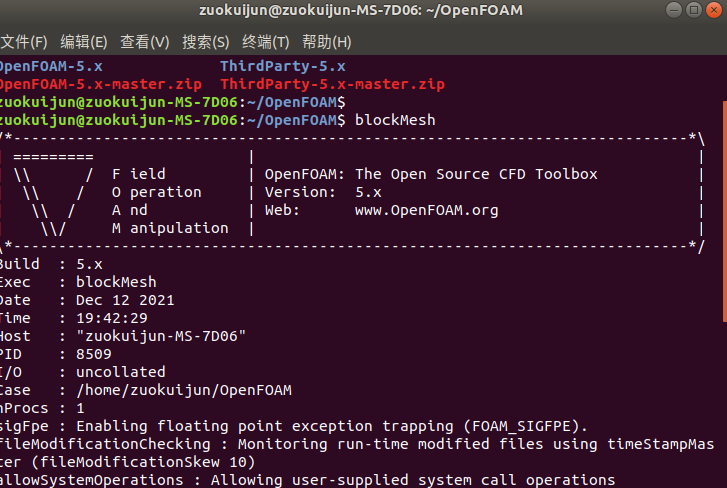 zuokuijun@zuokuijun-MS-7D06: ~/OpenFOAM
文件(F) 编辑(E) 查看(V) 搜索(S) 终端(T) 帮助(H)
OpenFOAM-5.x ThirdParty-5.x
OpenFOAM-5.x-master.zip ThirdParty-5.x-master.zip
zuokuijun@zuokuijun-MS-7D06:~/OpenFOAM$
zuokuijun@zuokuijun-MS-7D06:~/OpenFOAM$ blockMesh
/*---------------------------------------------------------------------------*\
| ========= | |
| \\ / F ield | OpenFOAM: The Open Source CFD Toolbox |
| \\ / O peration | Version: 5.x |
| \\ / A nd | Web: www.OpenFOAM.org |
| \\/ M anipulation | |
\*---------------------------------------------------------------------------*/
Build : 5.x
Exec : blockMesh
Date : Dec 12 2021
Time : 19:42:29
Host : "zuokuijun-MS-7D06"
PID : 8509
I/O : uncollated
Case : /home/zuokuijun/OpenFOAM
nProcs : 1
sigFpe : Enabling floating point exception trapping (FOAM_SIGFPE).
fileModificationChecking : Monitoring run-time modified files using timeStampMas
ter (fileModificationSkew 10)
allowSystemOperations : Allowing user-supplied system call operations